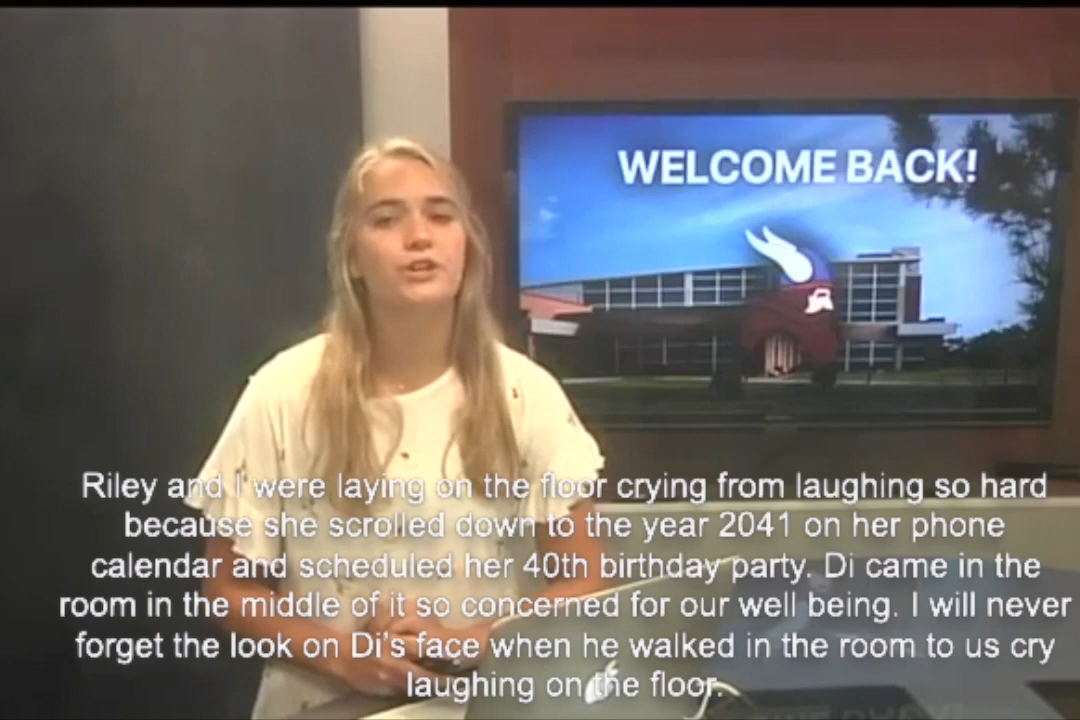 WELCOME BACK!
Riley and I were laying on the floor crying from laughing so hard
because she scrolled down to the year 2041 on her phone
calendar and scheduled her 40th birthday party. Di came in the
room in the middle of it so concerned for our well being. I will never
forget the look on Di's face when he walked in the room to us cry
laughing on the floor.